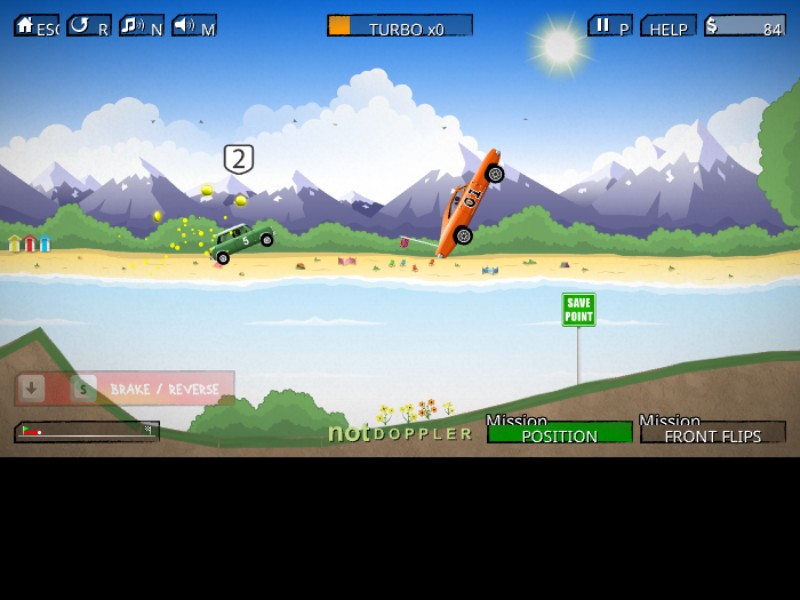 ESC R N M TURBO x0 P HELP $ 84
2
5
01
SAVE
POINT
S BRAKE / REVERSE
notDOPPLER
Mission Mission
POSITION FRONT FLIPS